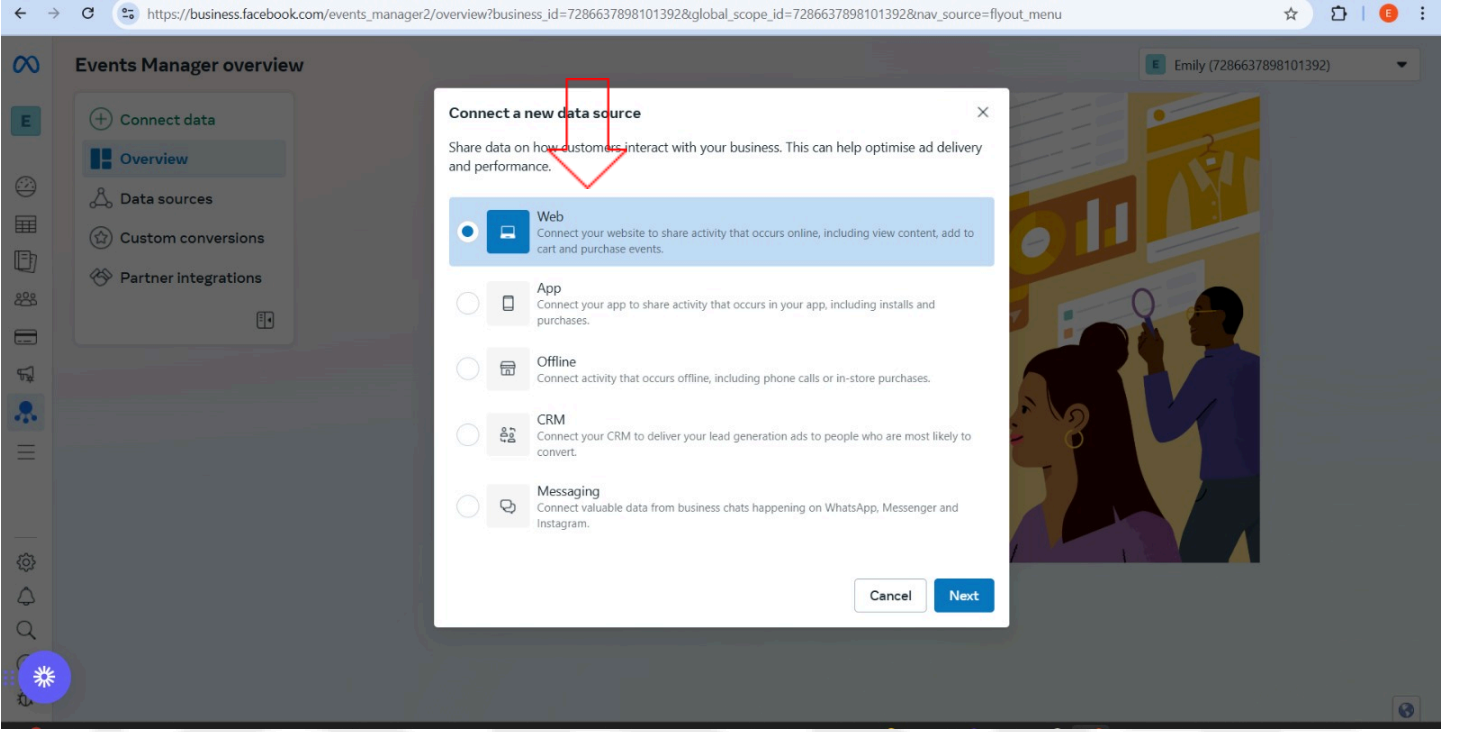 https://business.facebook.com/events_manager2/overview?business_id=7286637898101392&global_scope_id=7286637898101392&nav_source=flyout_menu
E
Events Manager overview
E Emily (7286637898101392)
E
Connect data
Overview
Data sources
Custom conversions
Partner integrations
Connect a new data source
Share data on how customers interact with your business. This can help optimise ad delivery
and performance.
Web
Connect your website to share activity that occurs online, including view content, add to
cart and purchase events.
App
Connect your app to share activity that occurs in your app, including installs and
purchases.
Offline
Connect activity that occurs offline, including phone calls or in-store purchases.
CRM
Connect your CRM to deliver your lead generation ads to people who are most likely to
convert.
Messaging
Connect valuable data from business chats happening on WhatsApp, Messenger and
Instagram.
Cancel
Next